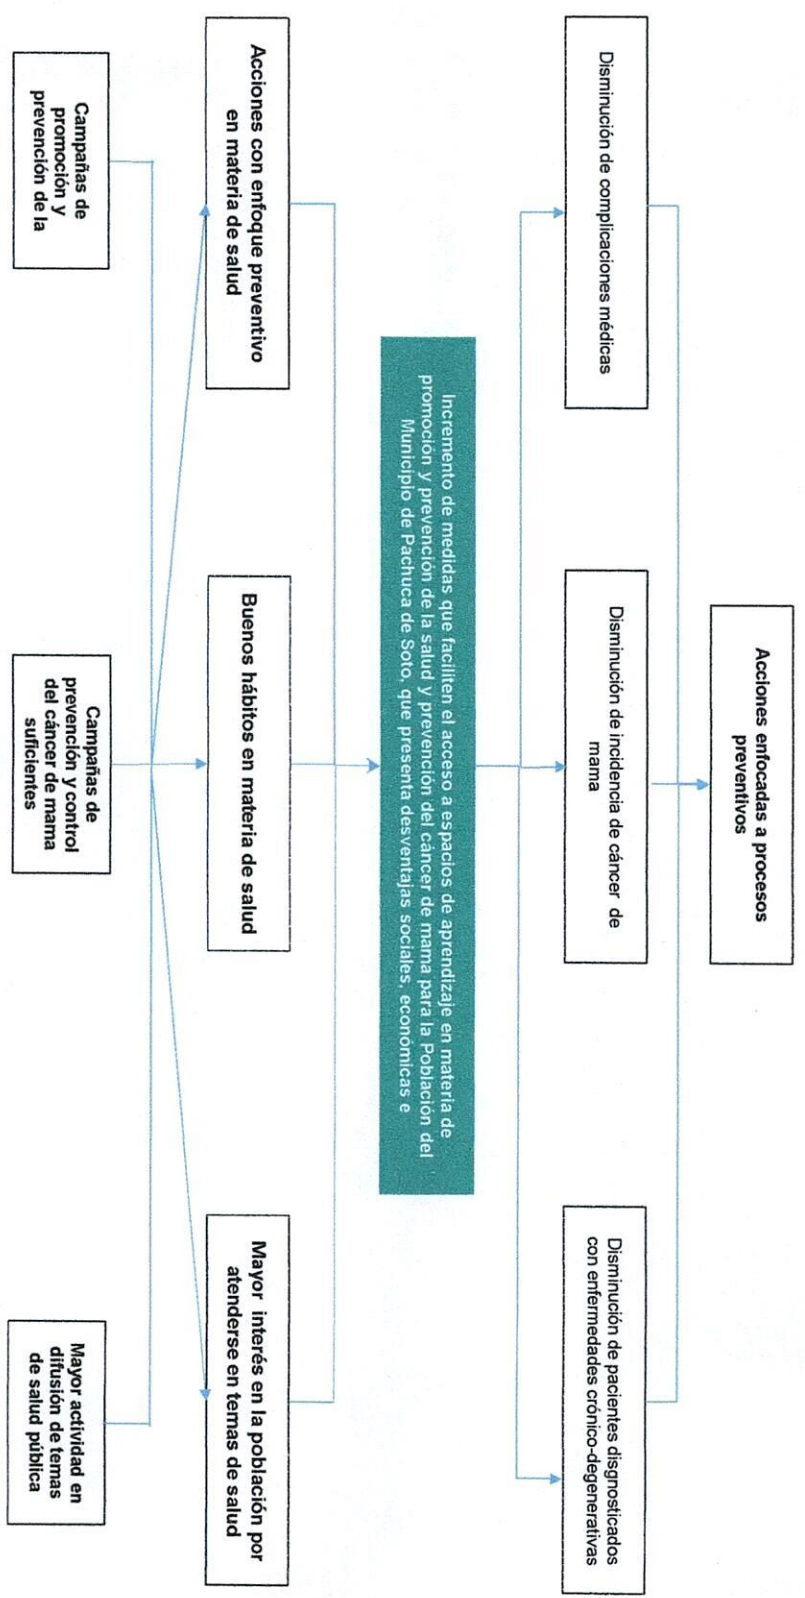 Acciones enfocadas a procesos
preventivos
Disminución de complicaciones médicas
Disminución de incidencia de cáncer de
mama
Disminución de pacientes disgnosticados
con enfermedades crónico-degenerativas
Incremento de medidas que faciliten el acceso a espacios de aprendizaje en materia de
promoción y prevención de la salud y prevención del cáncer de mama para la Población del
Municipio de Pachuca de Soto, que presenta desventajas sociales, económicas e
Acciones con enfoque preventivo
en materia de salud
Buenos hábitos en materia de salud
Mayor interés en la población por
atenderse en temas de salud
Campañas de
promoción y
prevención de la
Campañas de
prevención y control
del cáncer de mama
suficientes
Mayor actividad en
difusión de temas
de salud pública